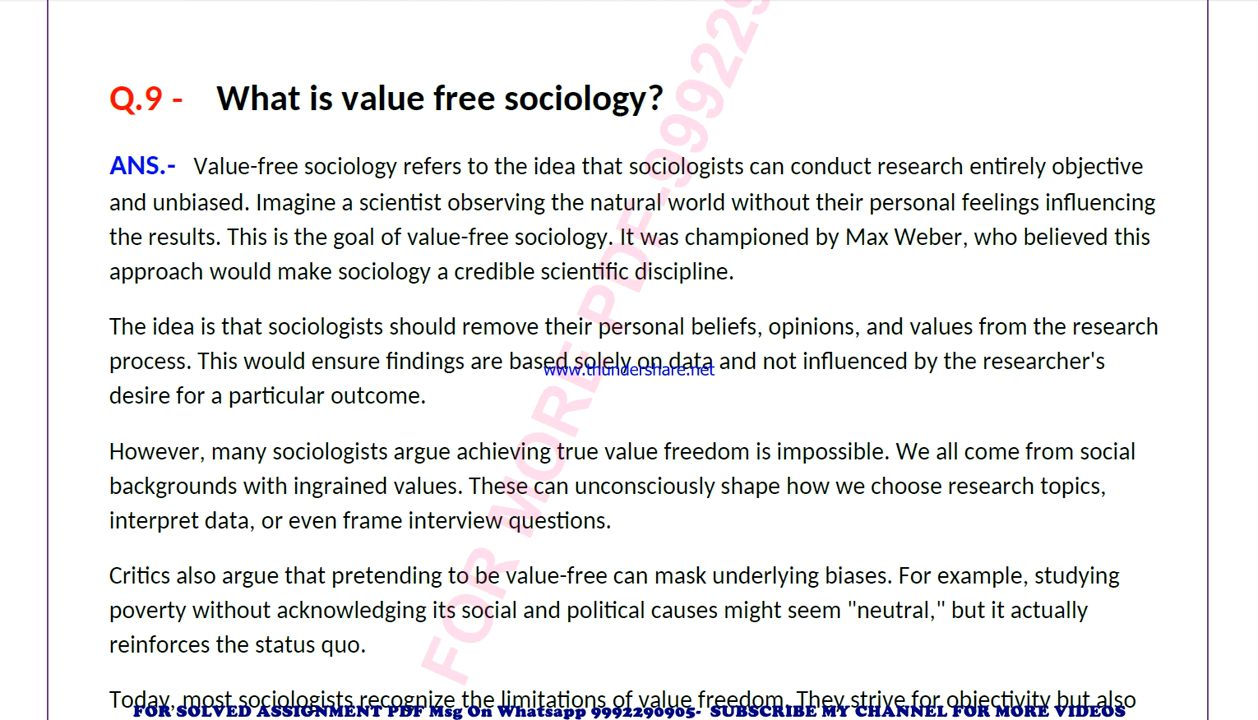 Q.9 - What is value free sociology?
ANS.- Value-free sociology refers to the idea that sociologists can conduct research entirely objective
and unbiased. Imagine a scientist observing the natural world without their personal feelings influencing
the results. This is the goal of value-free sociology. It was championed by Max Weber, who believed this
approach would make sociology a credible scientific discipline.
The idea is that sociologists should remove their personal beliefs, opinions, and values from the research
process. This would ensure findings are based solely on data and not influenced by the researcher's
www.thundershare.net
desire for a particular outcome.
However, many sociologists argue achieving true value freedom is impossible. We all come from social
backgrounds with ingrained values. These can unconsciously shape how we choose research topics,
interpret data, or even frame interview questions.
Critics also argue that pretending to be value-free can mask underlying biases. For example, studying
poverty without acknowledging its social and political causes might seem "neutral," but it actually
reinforces the status quo.
Today, most sociologists recognize the limitations of value freedom. They strive for objectivity but also
FOR SOLVED ASSIGNMENT PDF Msg On Whatsapp 9992290905- SUBSCRIBE MY CHANNEL FOR MORE VIDEOS
FOR MORE PDF-999229